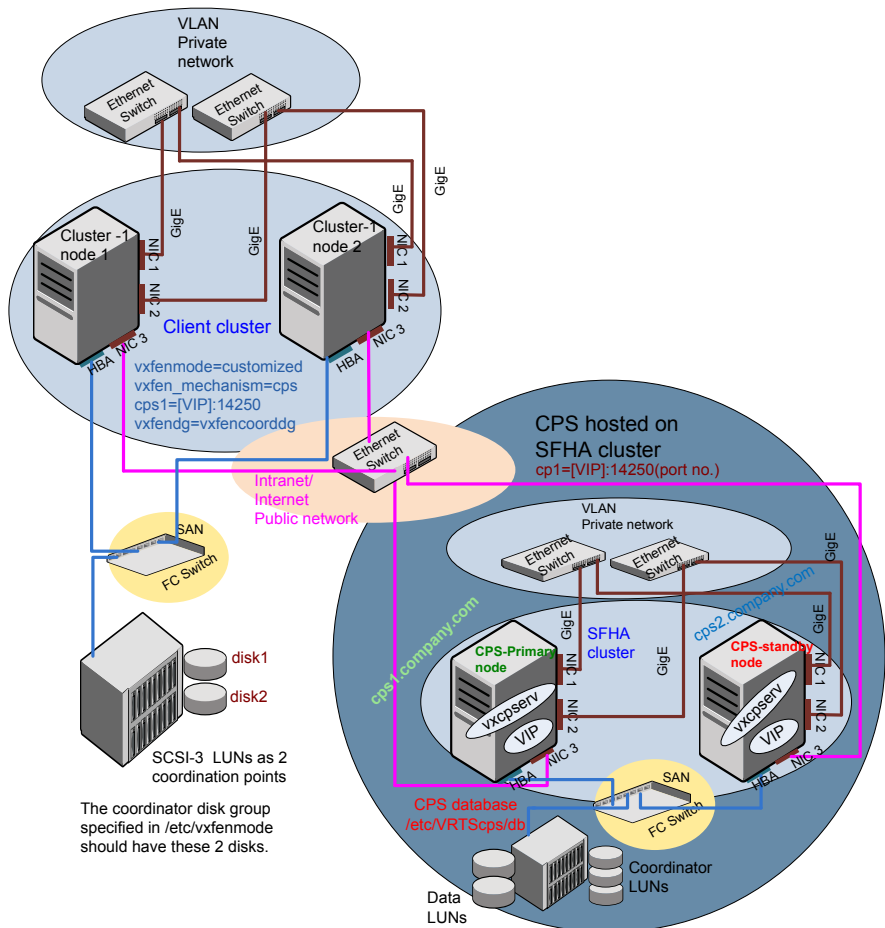 VLAN
Private
network
Ethernet
Switch
Ethernet
Switch
GigE
GigE
GigE
GigE
Cluster -1
node 1
NIC 1
NIC 2
HBA
NIC 3
Cluster-1
node 2
NIC 1
NIC 2
HBA
NIC 3
Client cluster
vxfenmode=customized
vxfen_mechanism=cps
cps1=[VIP]:14250
vxfendg=vxfencoorddg
Ethernet
Switch
Intranet/
Internet
Public network
SAN
FC Switch
disk1
disk2
SCSI-3 LUNs as 2
coordination points
The coordinator disk group
specified in /etc/vxfenmode
should have these 2 disks.
CPS hosted on
SFHA cluster
cp1=[VIP]:14250(port no.)
VLAN
Private network
Ethernet
Switch
Ethernet
Switch
GigE
GigE
GigE
GigE
cps1.company.com
cps2.company.com
SFHA
cluster
CPS-Primary
node
vxcpserv
VIP
NIC 1
NIC 2
HBA
NIC 3
CPS-standby
node
vxcpserv
VIP
NIC 1
NIC 2
HBA
NIC 3
SAN
FC Switch
CPS database
/etc/VRTScps/db
Data
LUNs
Coordinator
LUNs